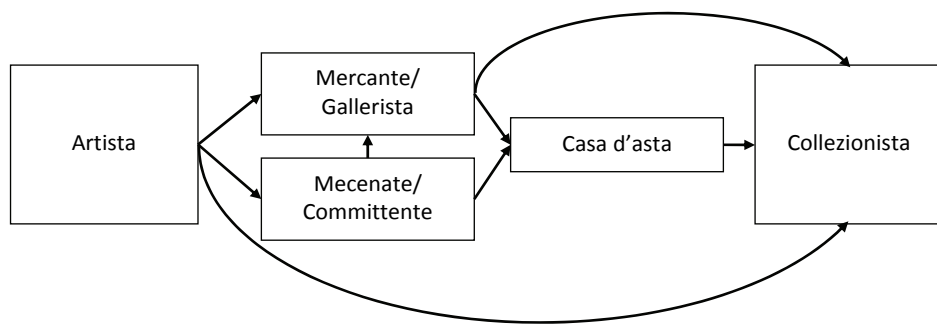 Artista
Mercante/
Gallerista
Mecenate/
Committente
Casa d'asta
Collezionista